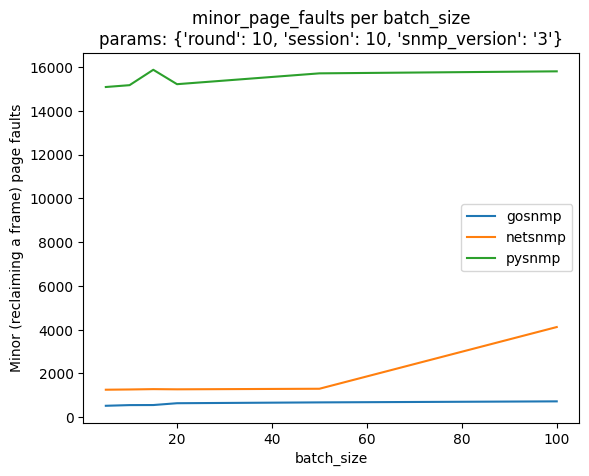 minor_page_faults per batch_size
params: {'round': 10, 'session': 10, 'snmp_version': '3'}
Minor (reclaiming a frame) page faults
16000
14000
12000
10000
8000
6000
4000
2000
0
gosnmp
netsnmp
pysnmp
20
40
60
80
100
batch_size